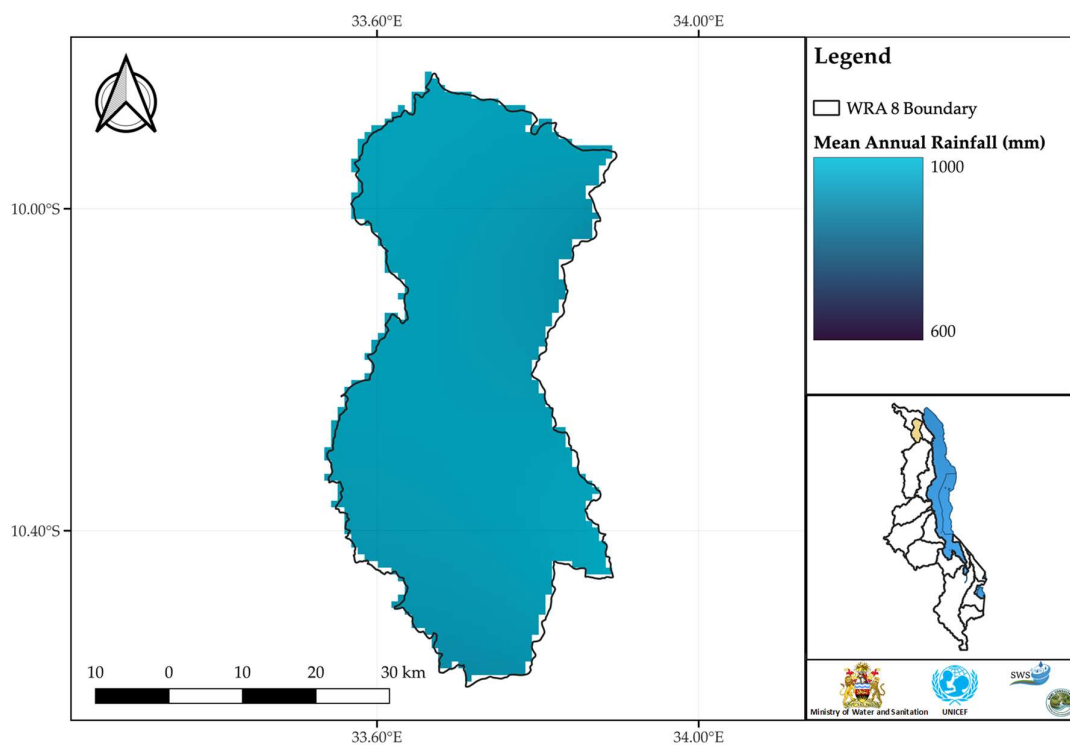 33.60°E
34.00°E
10.00°S
10.40°S
10
0
10
20
30 km
33.60°E
34.00°E
Legend
WRA 8 Boundary
Mean Annual Rainfall (mm)
1000
600
SWS
Ministry of Water and Sanitation
UNICEF